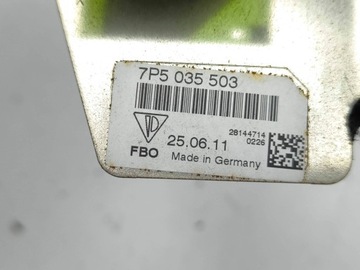 7P5 035 503
28144714
0226
25.06.11
FBO
Made in Germany